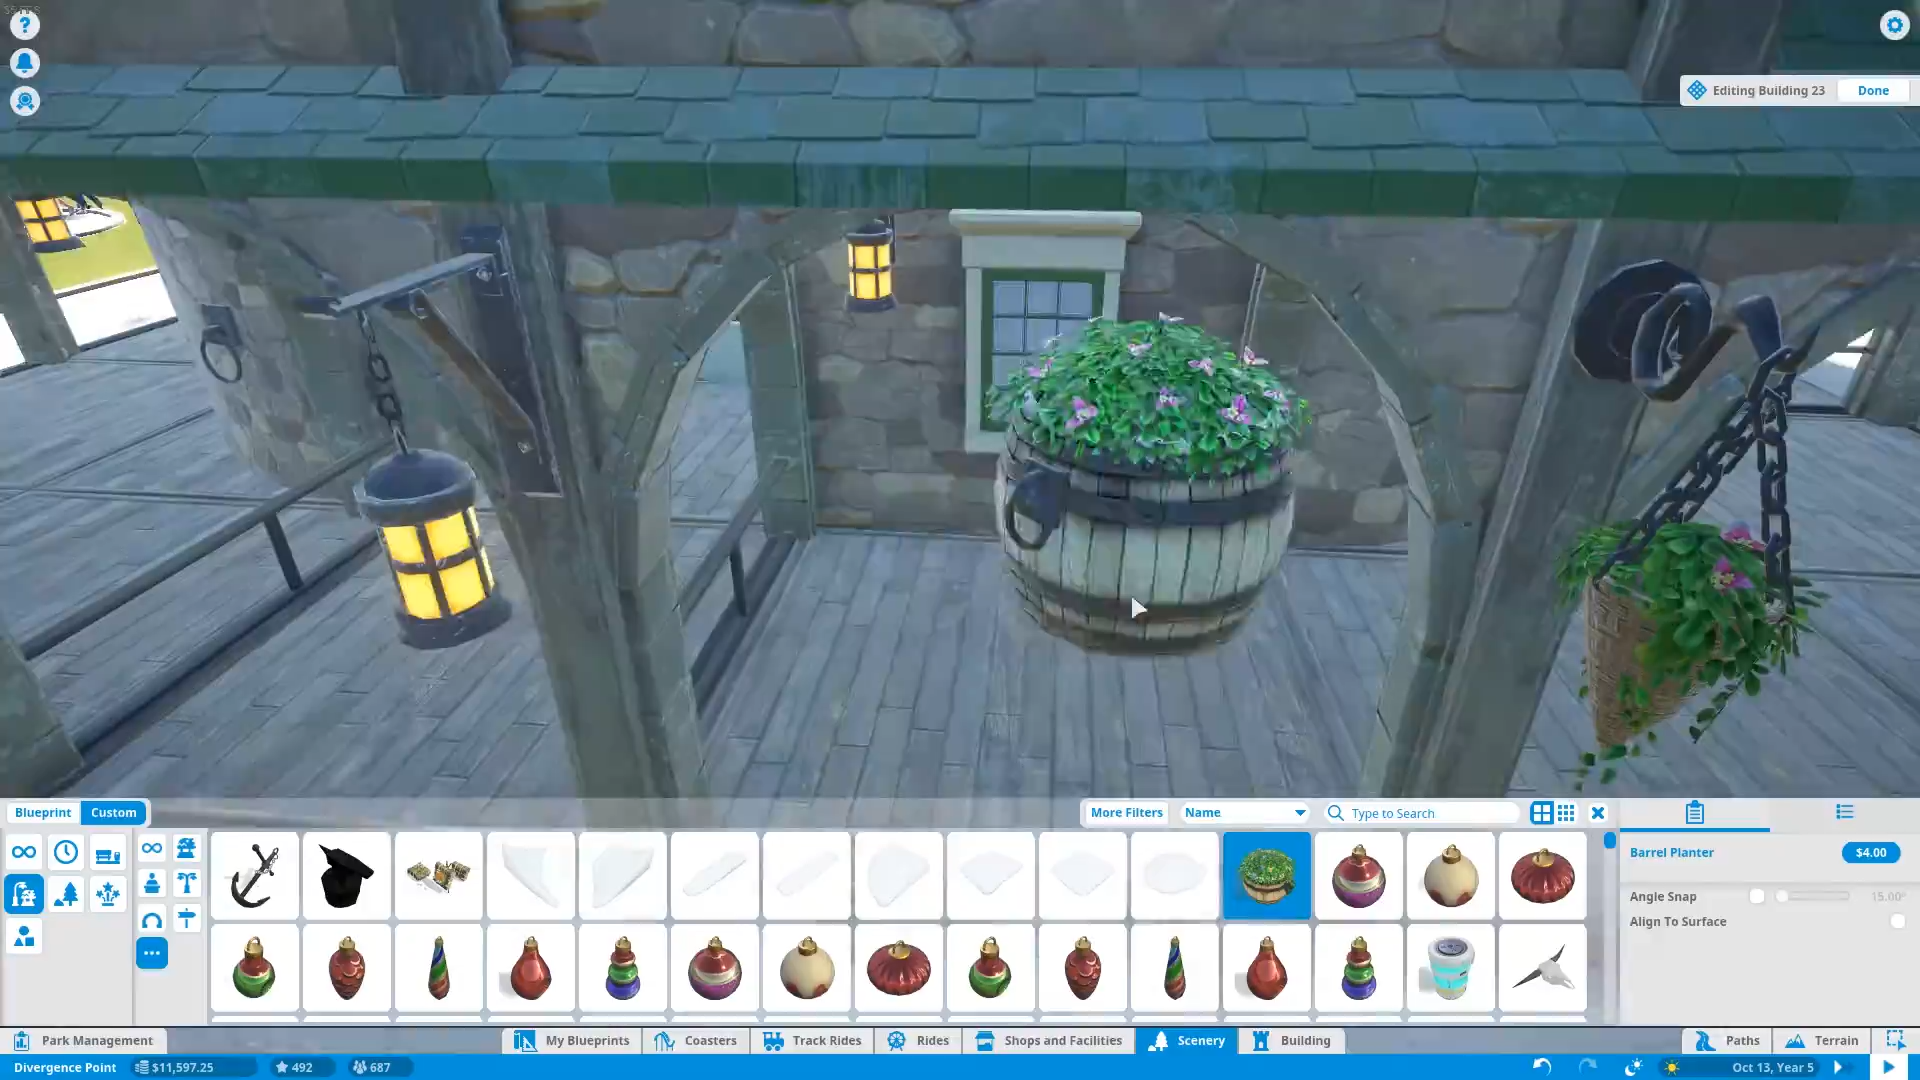 Editing Building 23 Done
Blueprint Custom
More Filters Name Type to Search
Barrel Planter $4.00
Angle Snap 15.00°
Align To Surface
Park Management My Blueprints Coasters Track Rides Rides Shops and Facilities Scenery Building Paths Terrain
Divergence Point $11,597.25 492 687 Oct 13, Year 5